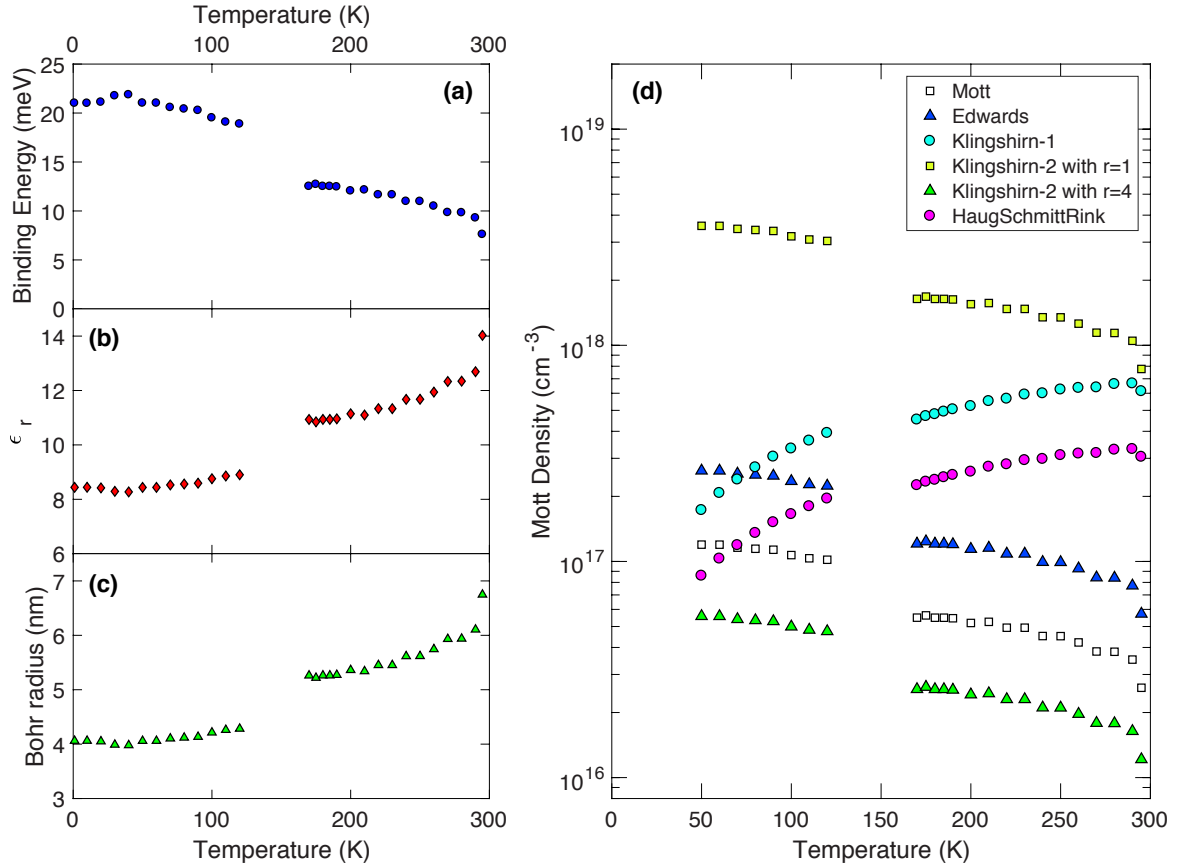 Temperature (K)
0 100 200 300
25
20
15
10
5
0
Binding Energy (meV)
(a)
14
12
10
8
6
ϵ r
(b)
7
6
5
4
3
Bohr radius (nm)
(c)
0 100 200 300
Temperature (K)
(d)
Mott
Edwards
Klingshirn-1
Klingshirn-2 with r=1
Klingshirn-2 with r=4
HaugSchmittRink
10^19
10^18
10^17
10^16
Mott Density (cm^-3)
0 50 100 150 200 250 300
Temperature (K)